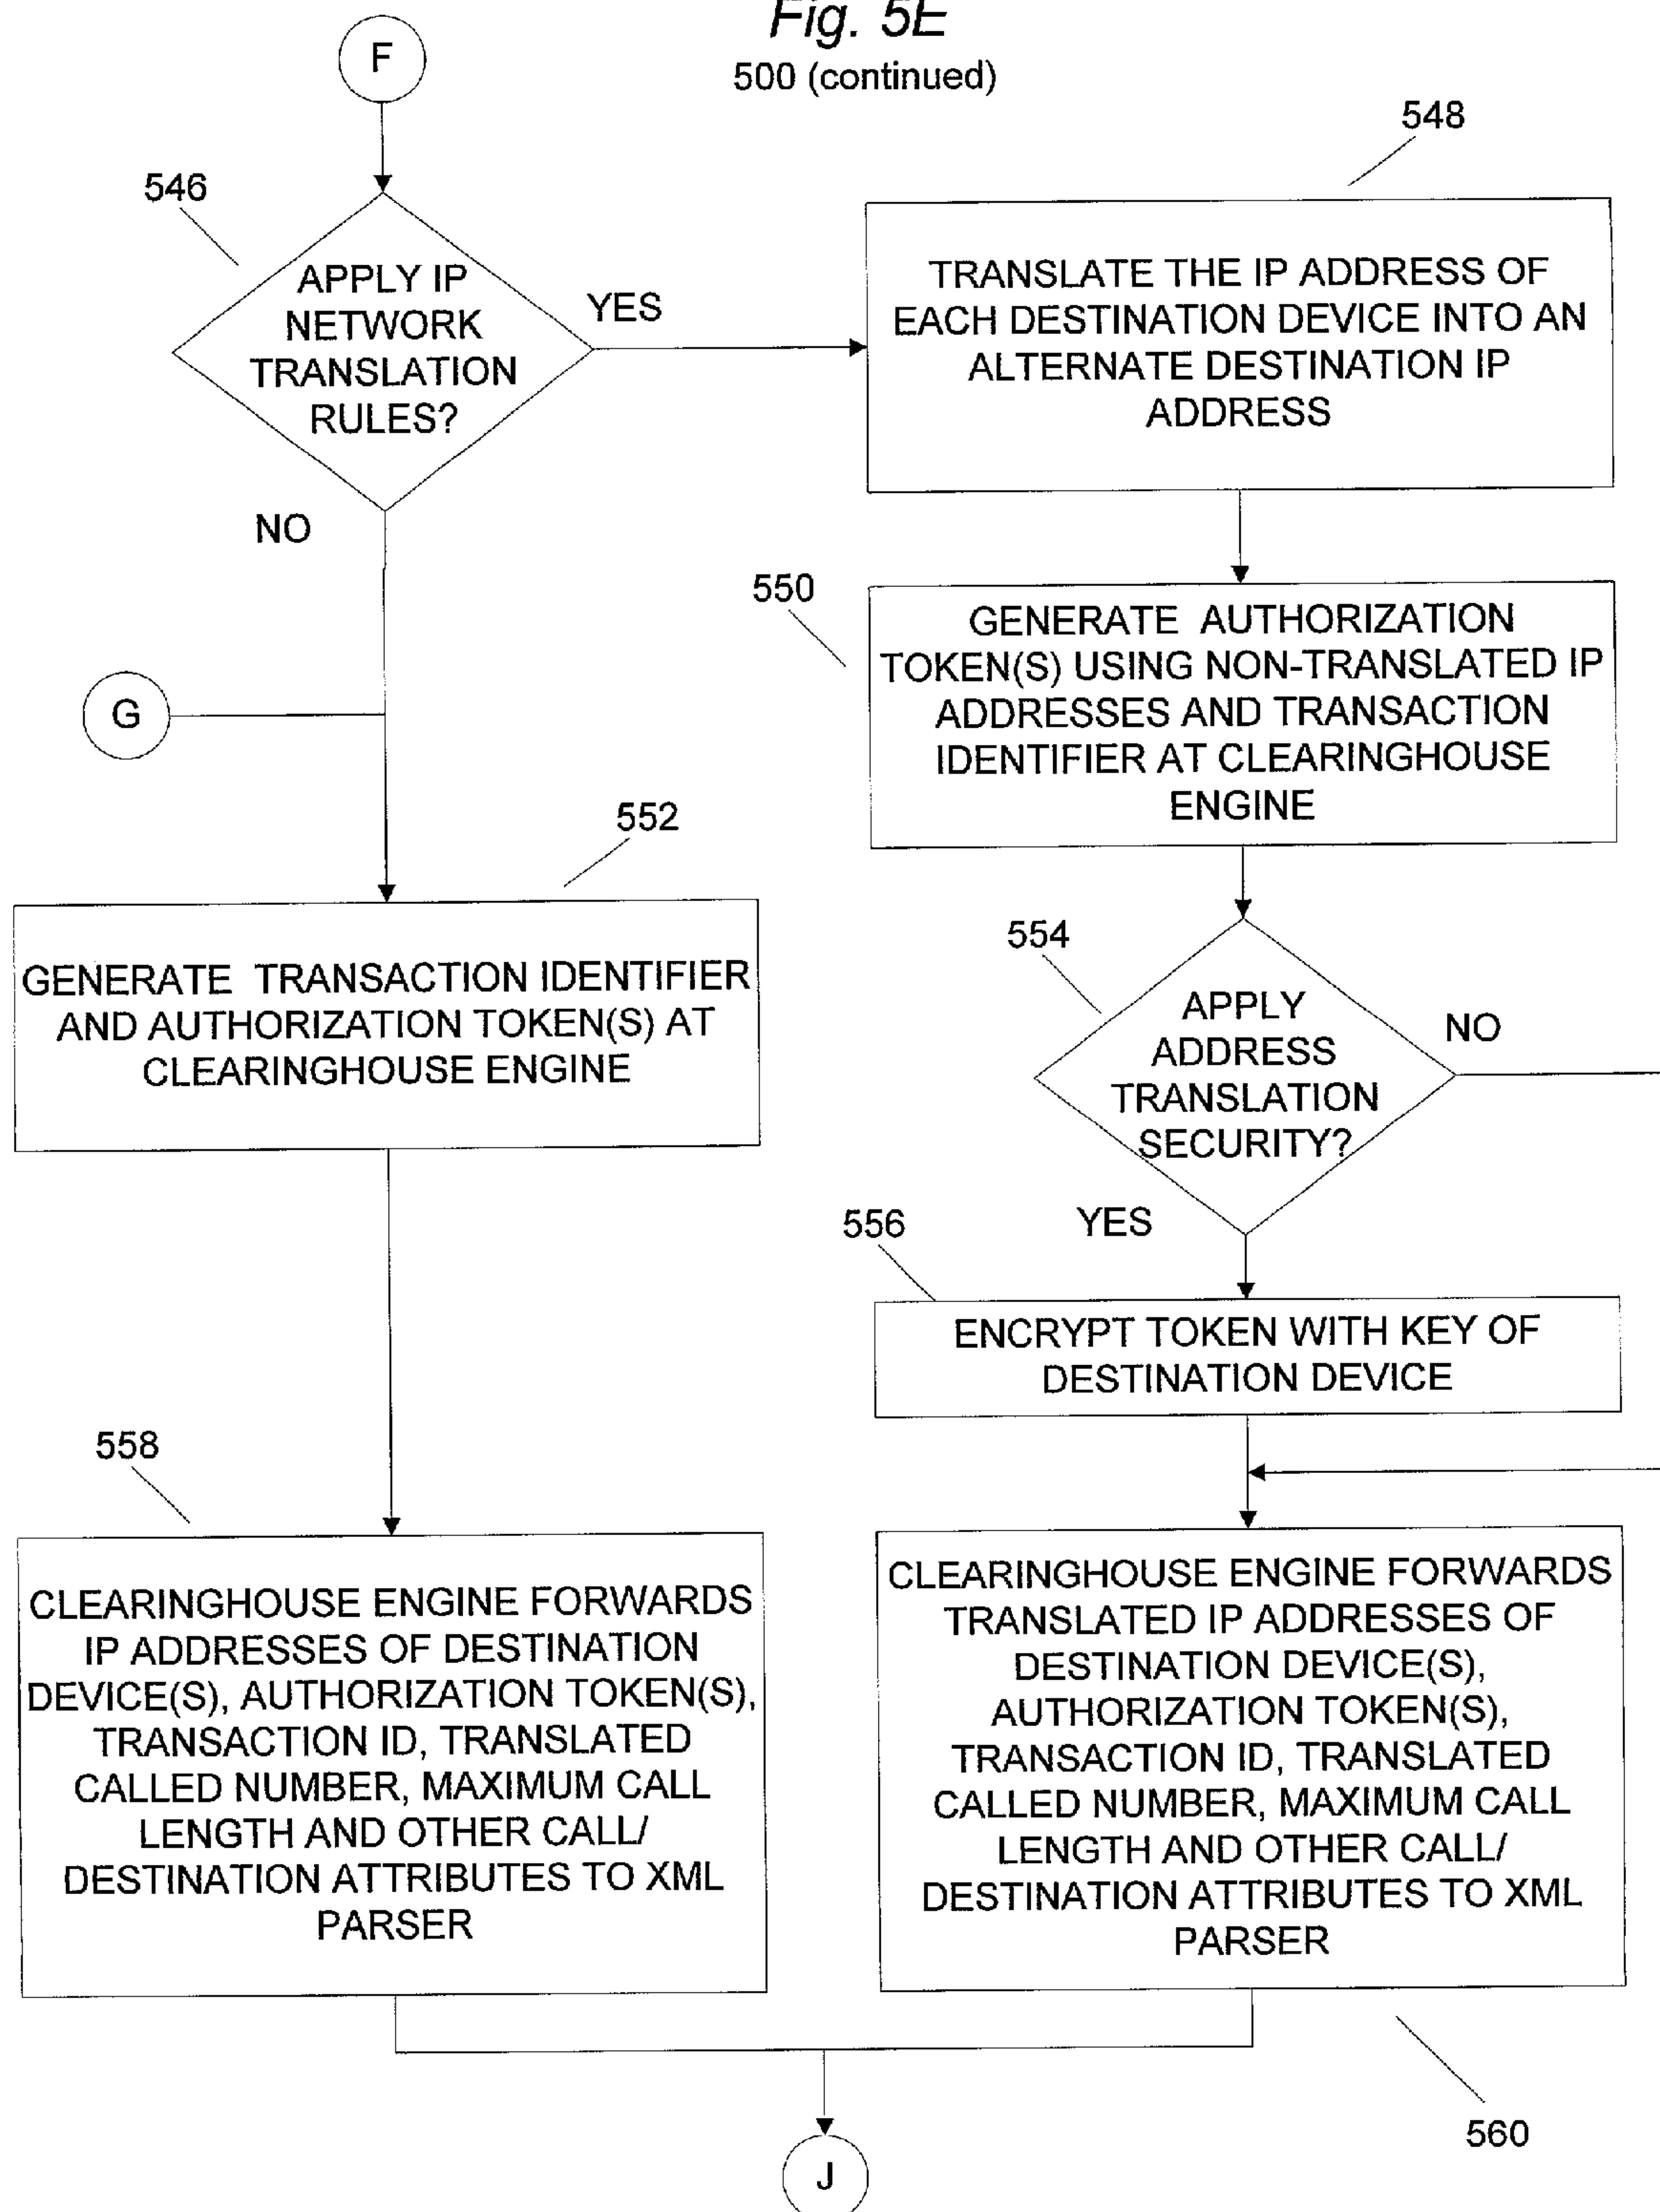 Fig. 5E
500 (continued)
F
546
APPLY IP
NETWORK
TRANSLATION
RULES?
YES
NO
548
TRANSLATE THE IP ADDRESS OF
EACH DESTINATION DEVICE INTO AN
ALTERNATE DESTINATION IP
ADDRESS
550
GENERATE AUTHORIZATION
TOKEN(S) USING NON-TRANSLATED IP
ADDRESSES AND TRANSACTION
IDENTIFIER AT CLEARINGHOUSE
ENGINE
G
552
GENERATE TRANSACTION IDENTIFIER
AND AUTHORIZATION TOKEN(S) AT
CLEARINGHOUSE ENGINE
554
APPLY
ADDRESS
TRANSLATION
SECURITY?
NO
YES
556
ENCRYPT TOKEN WITH KEY OF
DESTINATION DEVICE
558
CLEARINGHOUSE ENGINE FORWARDS
IP ADDRESSES OF DESTINATION
DEVICE(S), AUTHORIZATION TOKEN(S),
TRANSACTION ID, TRANSLATED
CALLED NUMBER, MAXIMUM CALL
LENGTH AND OTHER CALL/
DESTINATION ATTRIBUTES TO XML
PARSER
CLEARINGHOUSE ENGINE FORWARDS
TRANSLATED IP ADDRESSES OF
DESTINATION DEVICE(S),
AUTHORIZATION TOKEN(S),
TRANSACTION ID, TRANSLATED
CALLED NUMBER, MAXIMUM CALL
LENGTH AND OTHER CALL/
DESTINATION ATTRIBUTES TO XML
PARSER
560
J